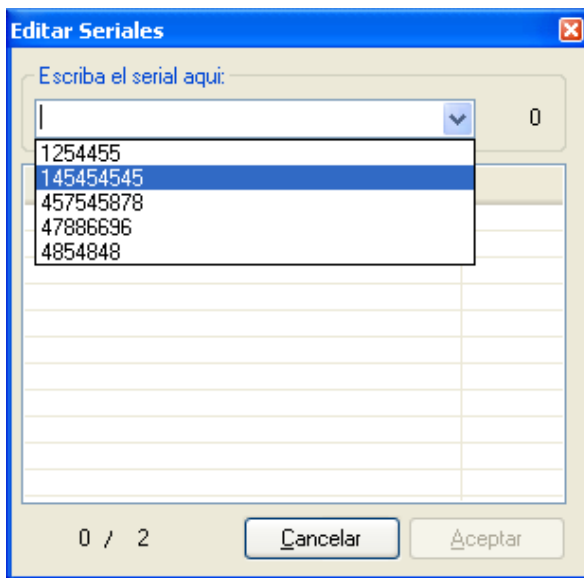 Editar Seriales
Escriba el serial aqui:
0
1254455
145454545
457545878
47886696
4854848
0 / 2
Cancelar
Aceptar